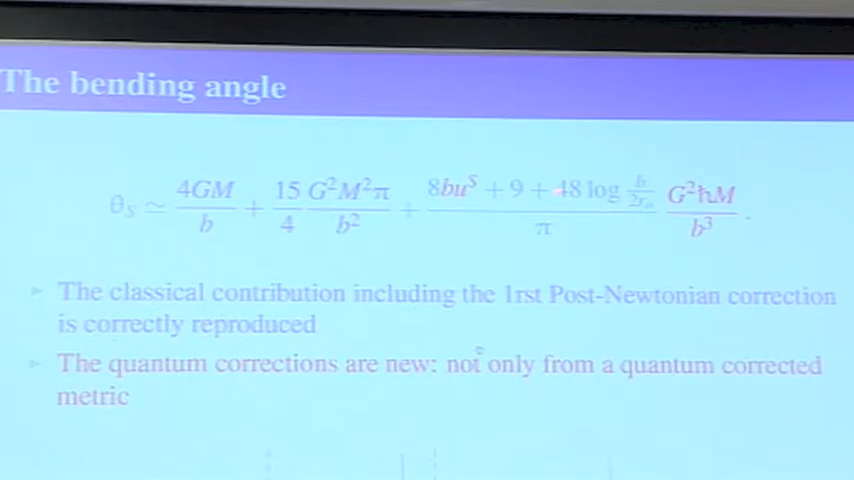 The bending angle
θ_S ≃ 4GM/b + 15/4 G²M²π/b² + (8bu^S + 9 + 48 log b/2r_o)/π G²ħM/b³ .
The classical contribution including the 1rst Post-Newtonian correction
is correctly reproduced
The quantum corrections are new: not only from a quantum corrected
metric